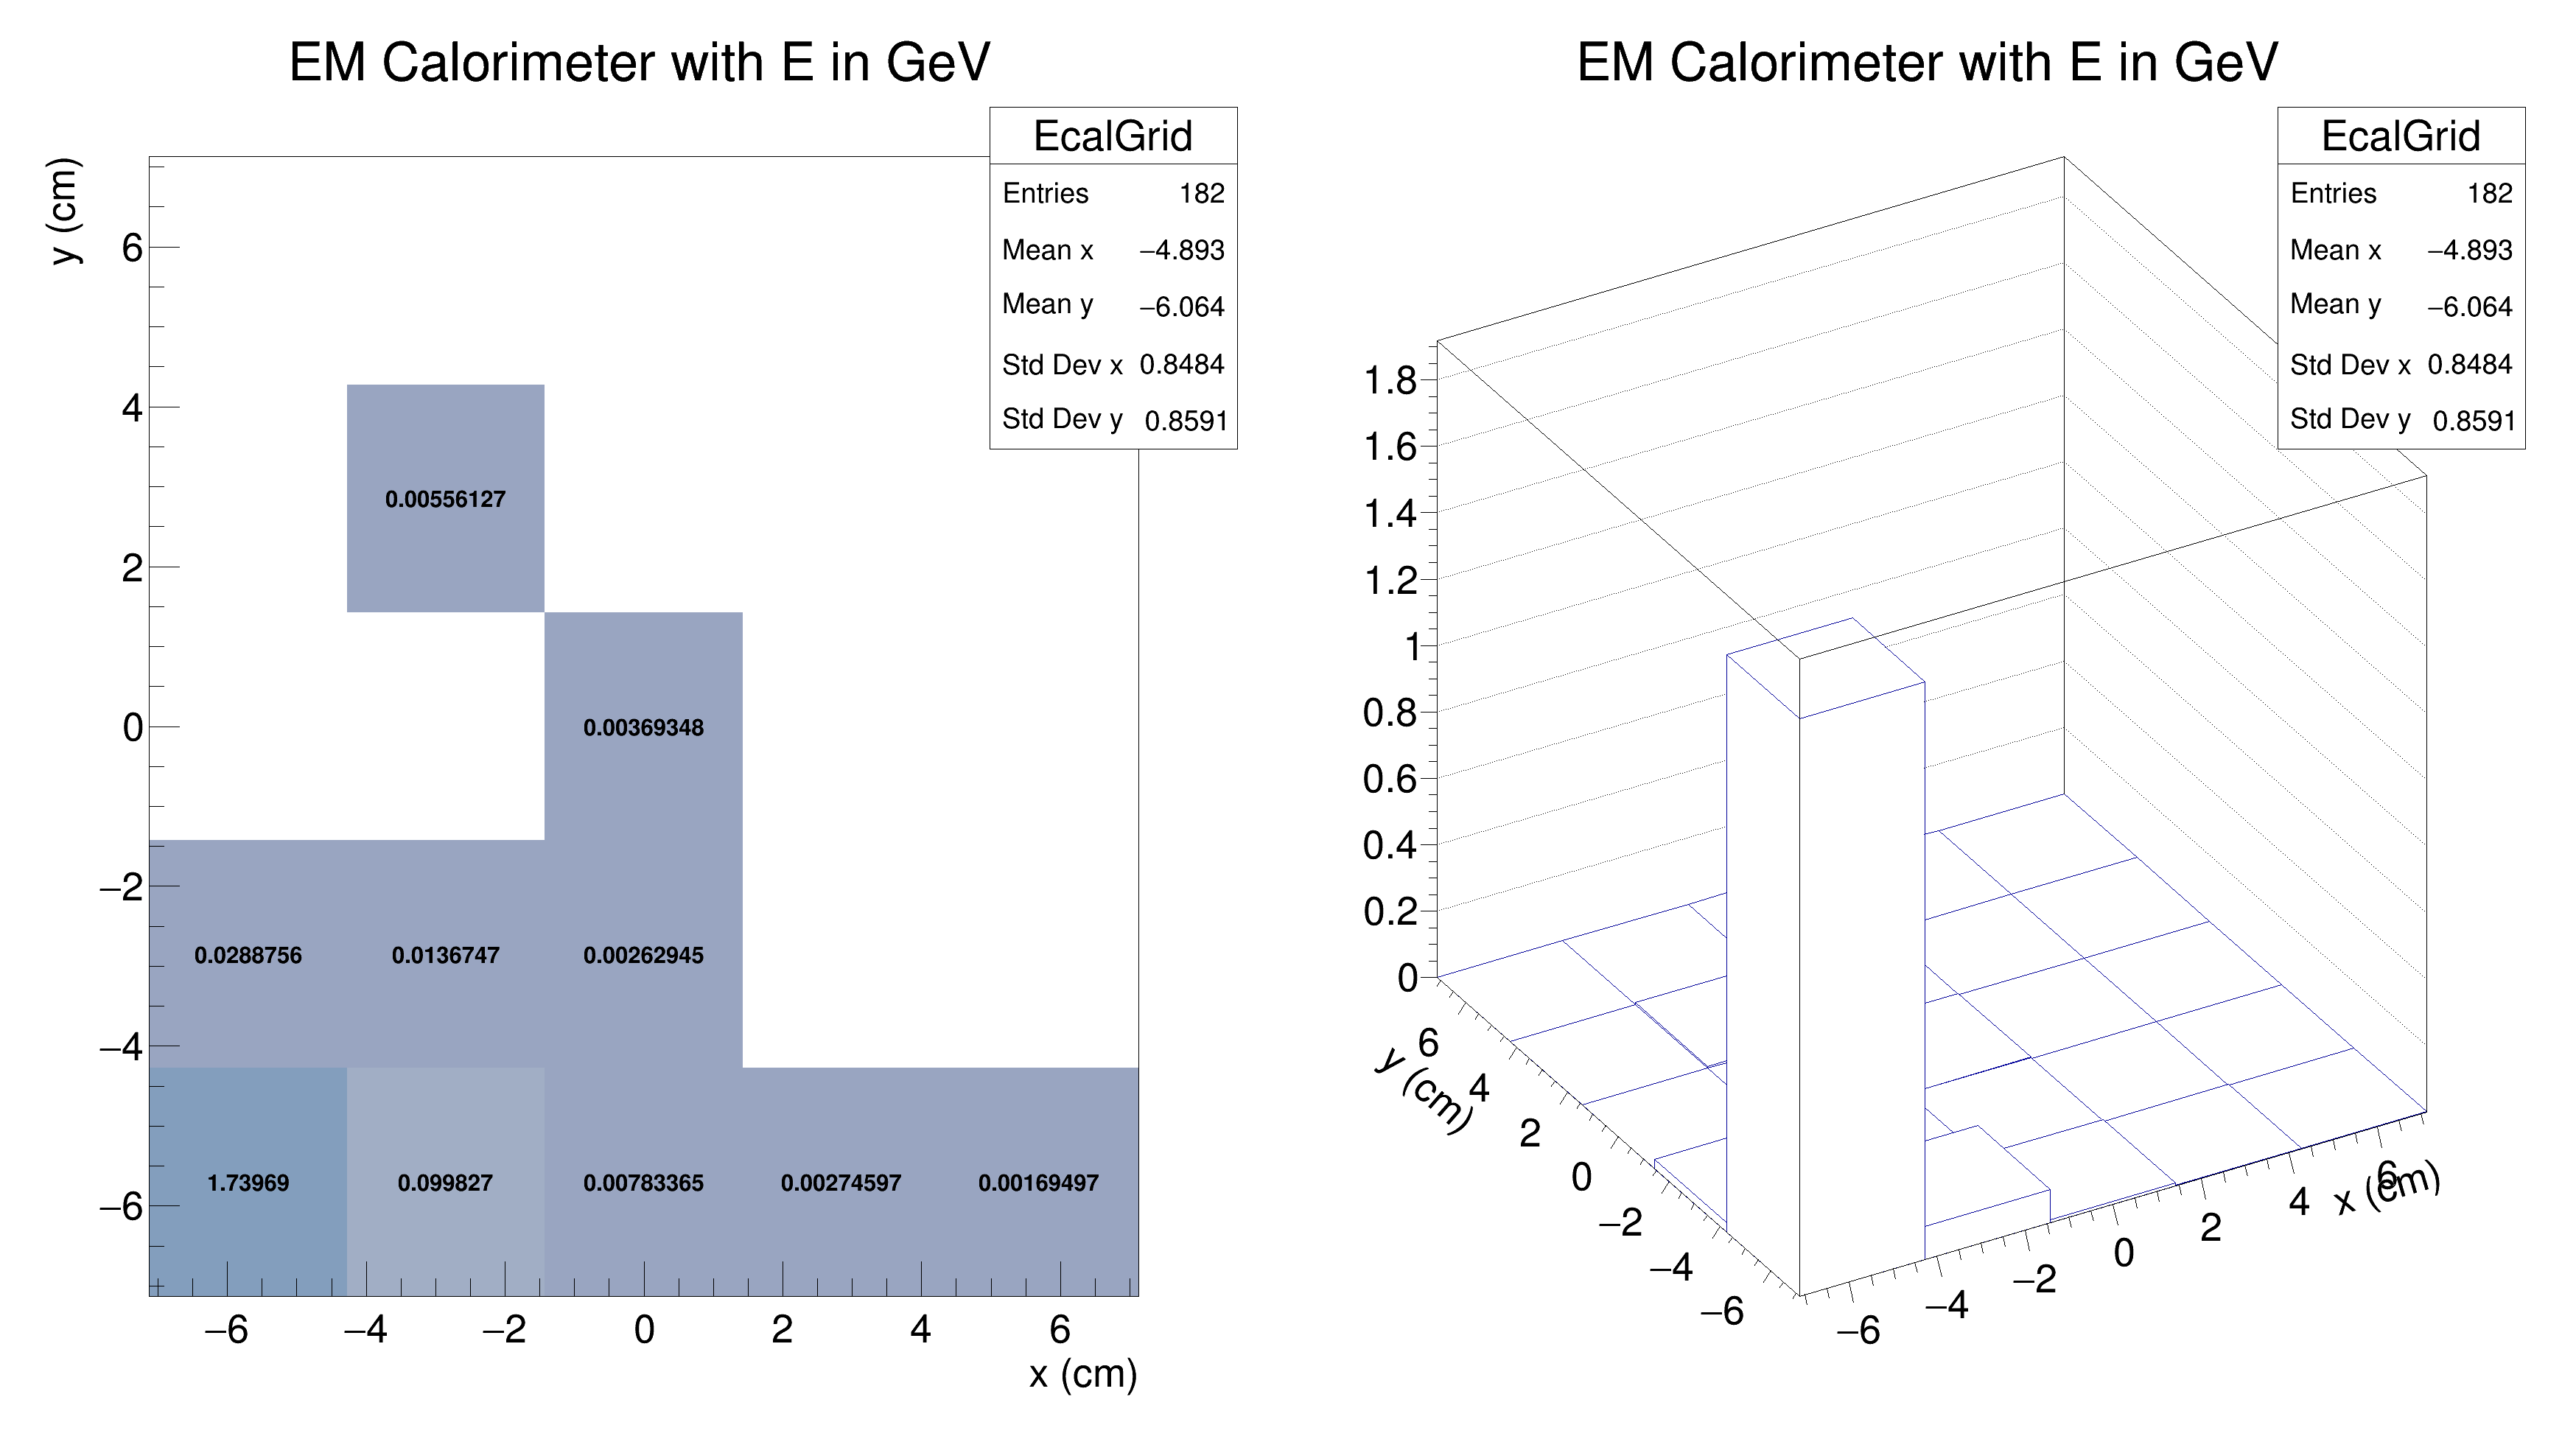 EM Calorimeter with E in GeV
EcalGrid
Entries 182
Mean x −4.893
Mean y −6.064
Std Dev x 0.8484
Std Dev y 0.8591
y (cm)
6
4
2
0
−2
−4
−6
0.00556127
0.00369348
0.0288756 0.0136747 0.00262945
1.73969 0.099827 0.00783365 0.00274597 0.00169497
−6 −4 −2 0 2 4 6
x (cm)
EM Calorimeter with E in GeV
EcalGrid
Entries 182
Mean x −4.893
Mean y −6.064
Std Dev x 0.8484
Std Dev y 0.8591
1.8
1.6
1.4
1.2
1
0.8
0.6
0.4
0.2
0
y (cm)
6
4
2
0
−2
−4
−6
−6
−4
−2
0
2
4
6
x (cm)